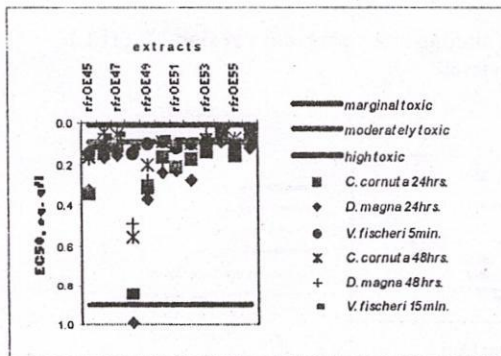 extracts
rfzOE45
rfzOE47
rfzOE49
rfzOE51
rfzOE53
rfzOE55
0.0
0.2
0.4
0.6
0.8
1.0
EC50, eq. g/l
marginal toxic
moderately toxic
high toxic
C. cornuta 24hrs.
D. magna 24hrs.
V. fischeri 5min.
C. cornuta 48hrs.
D. magna 48hrs.
V. fischeri 15min.